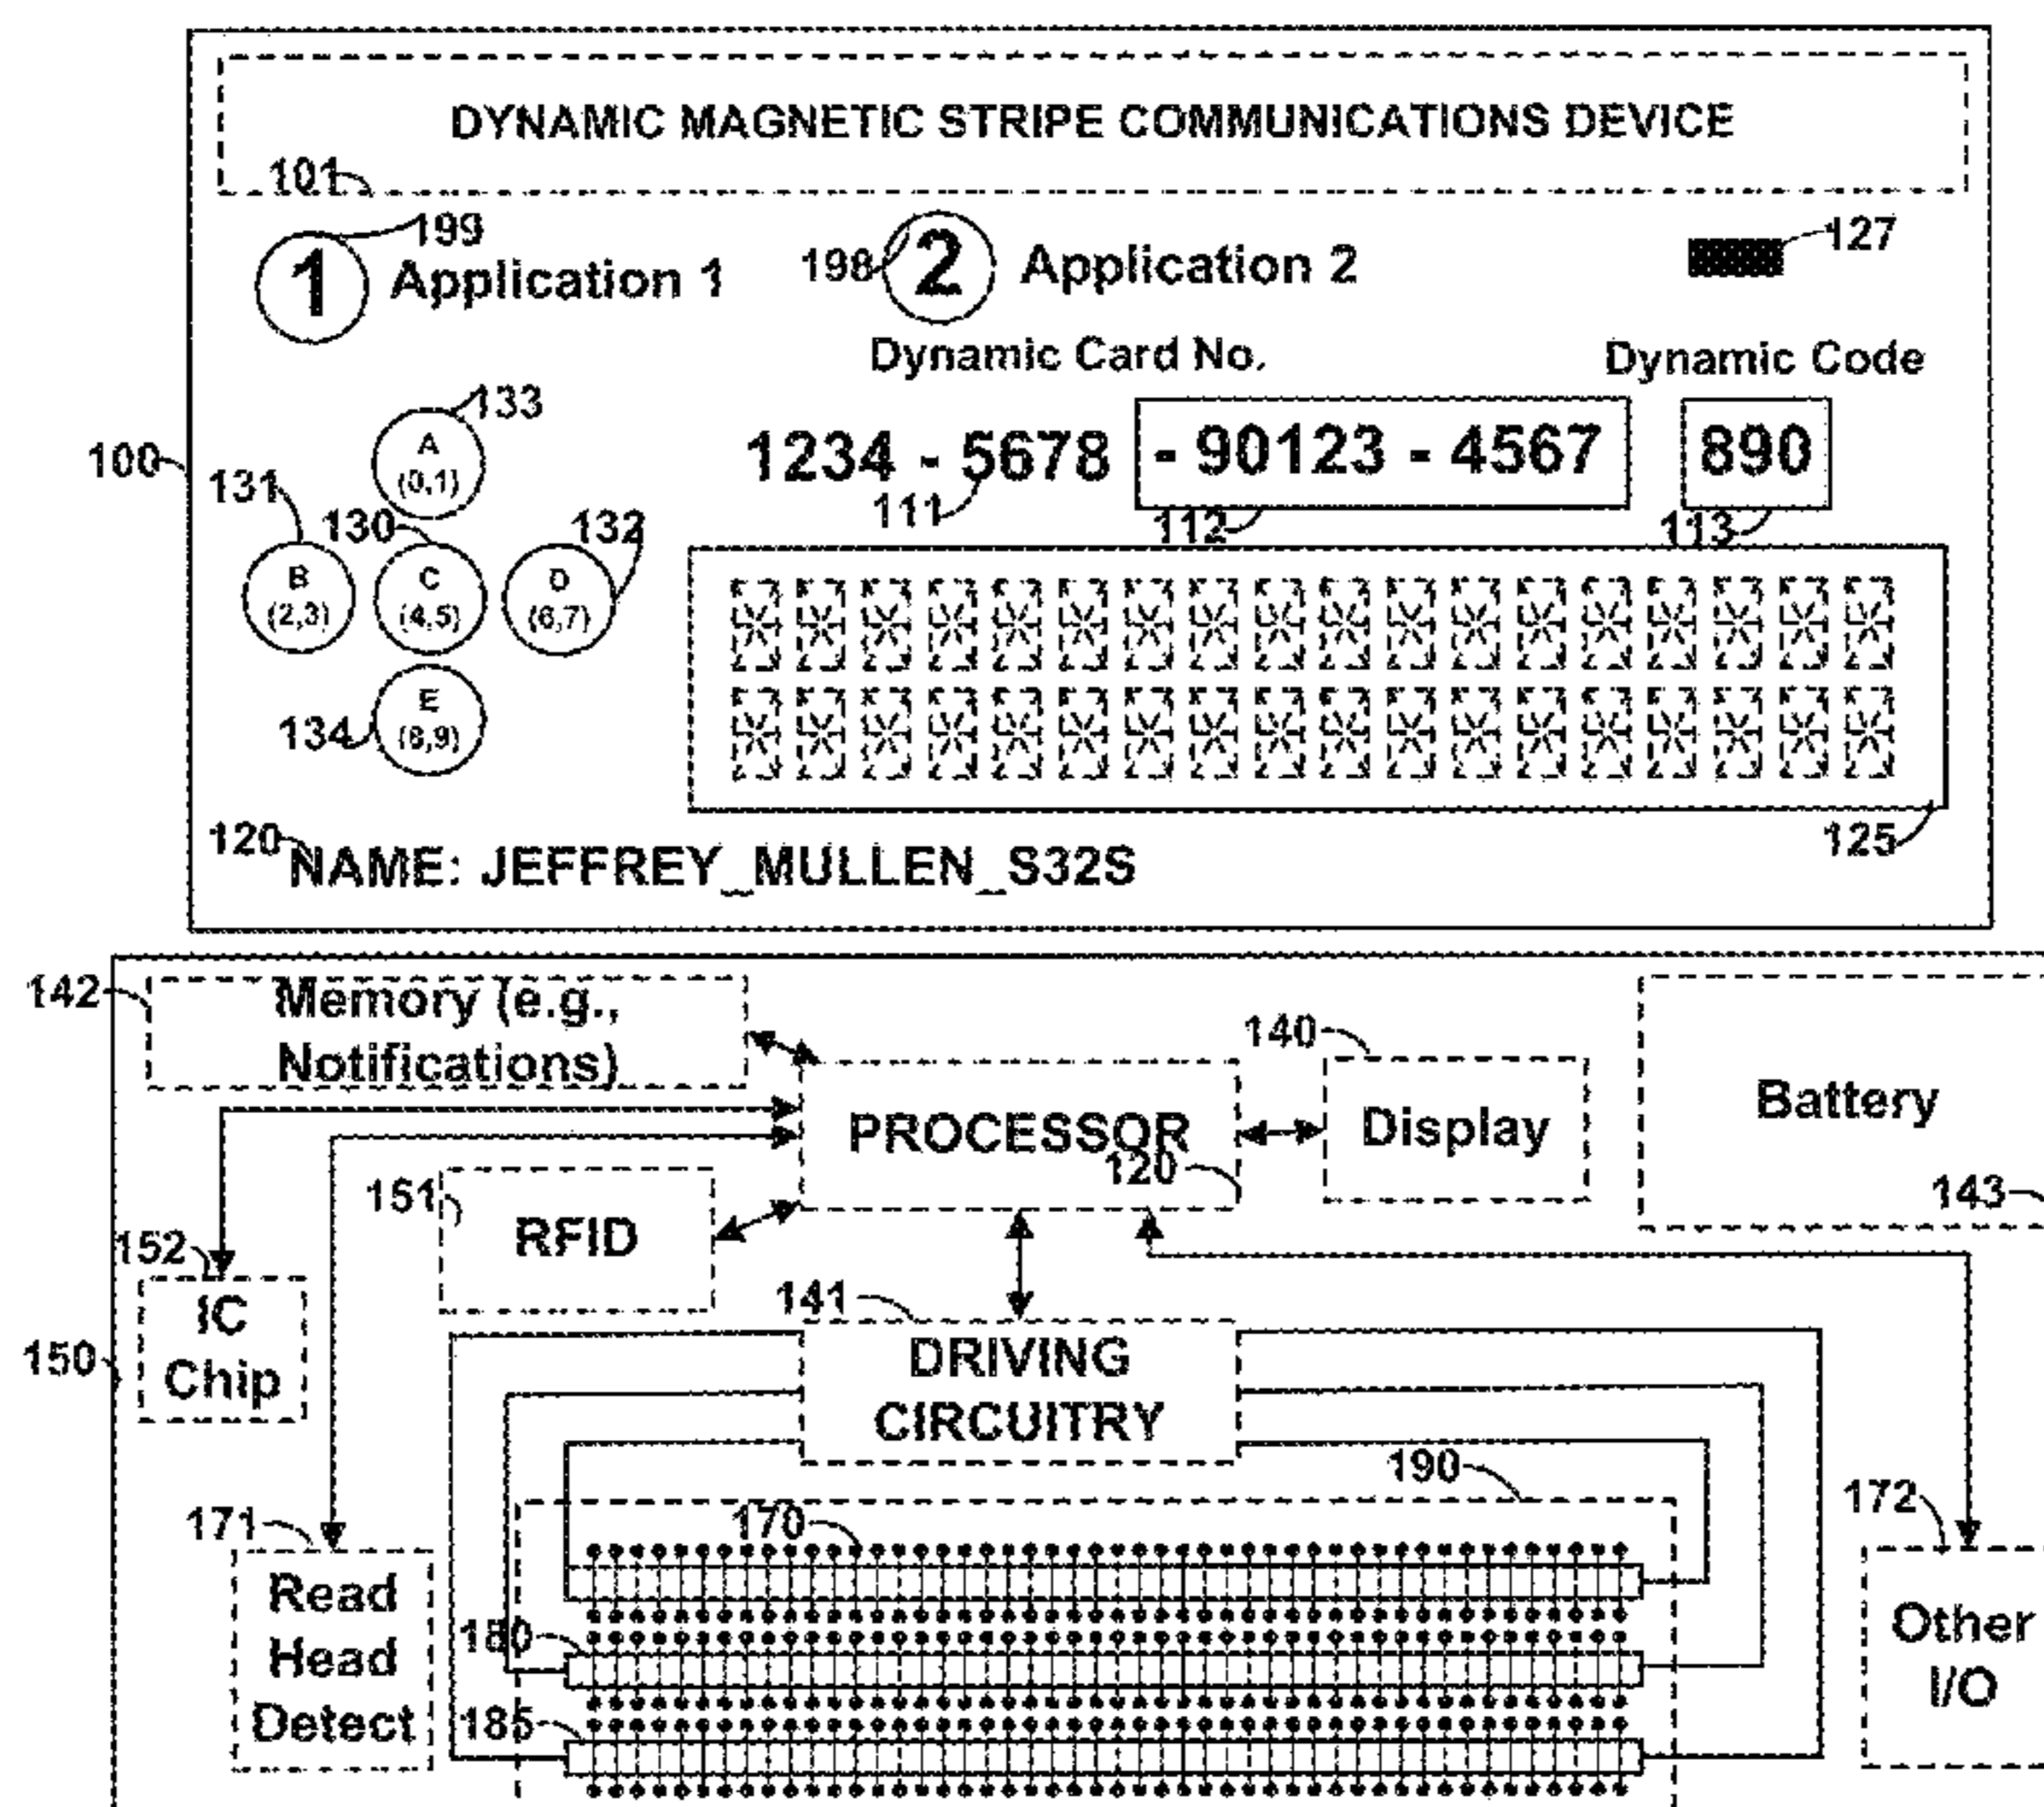 DYNAMIC MAGNETIC STRIPE COMMUNICATIONS DEVICE
101
199
1 Application 1
198 2 Application 2
127
Dynamic Card No.
Dynamic Code
133
A
(0,1)
100
1234 - 5678 - 90123 - 4567 890
131
111
112
113
130
132
B
(2,3)
C
(4,5)
D
(6,7)
E
(8,9)
134
125
120
NAME: JEFFREY_MULLEN_S32S
142
Memory (e.g.,
Notifications)
140
PROCESSOR
120
Display
Battery
143
151
RFID
152
IC
Chip
141
DRIVING
CIRCUITRY
150
190
171
170
172
Read
Head
Detect
180
185
Other
I/O